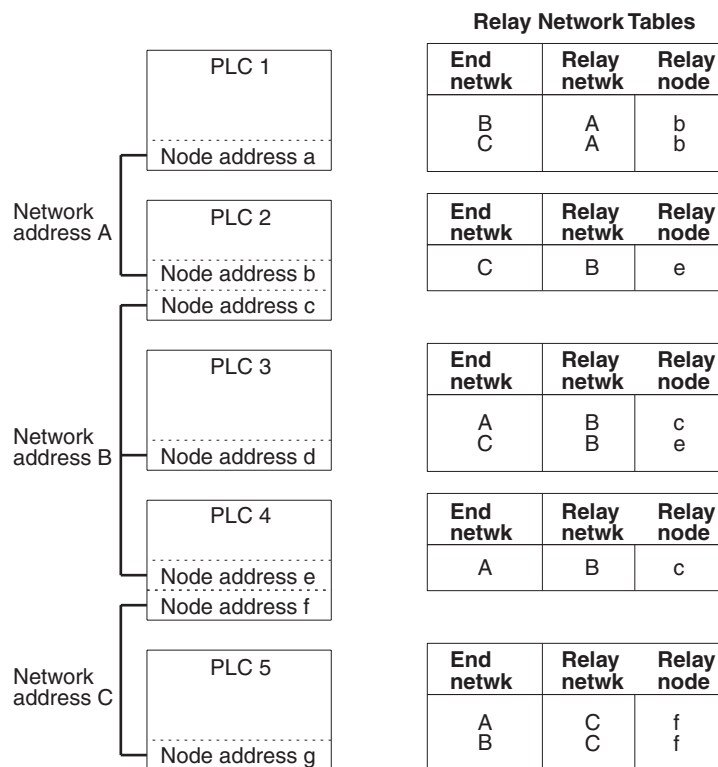 Relay Network Tables
PLC 1
Node address a
End netwk Relay netwk Relay node
B A b
C A b
Network address A
PLC 2
Node address b
Node address c
End netwk Relay netwk Relay node
C B e
PLC 3
Network address B
Node address d
End netwk Relay netwk Relay node
A B c
C B e
PLC 4
Node address e
Node address f
End netwk Relay netwk Relay node
A B c
Network address C
PLC 5
Node address g
End netwk Relay netwk Relay node
A C f
B C f